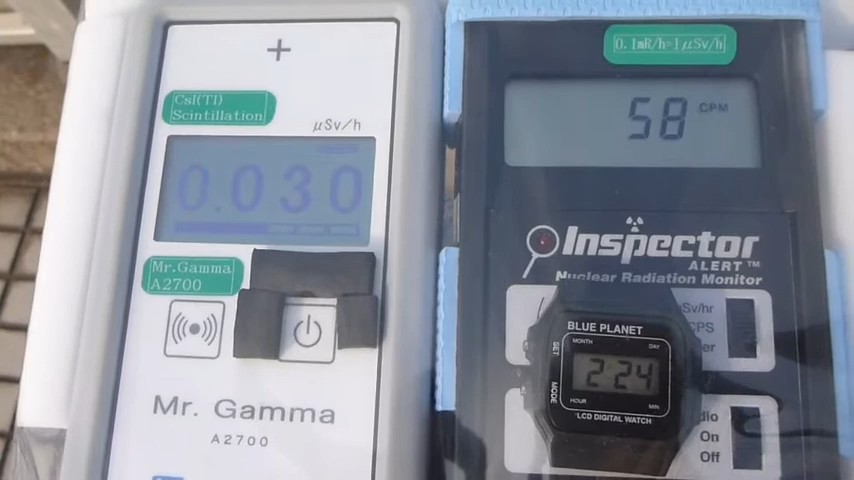 CsI(Tl)
Scintillation
μSv/h
0.030
Mr.Gamma
A2700
Mr. Gamma
A2700
0.1mR/h=1μSv/h
58 CPM
Inspector
ALERT™
Nuclear Radiation Monitor
Sv/hr
CPS
er
BLUE PLANET
MONTH DAY
SET
2:24
MODE
HOUR MIN
LCD DIGITAL WATCH
dio
On
Off